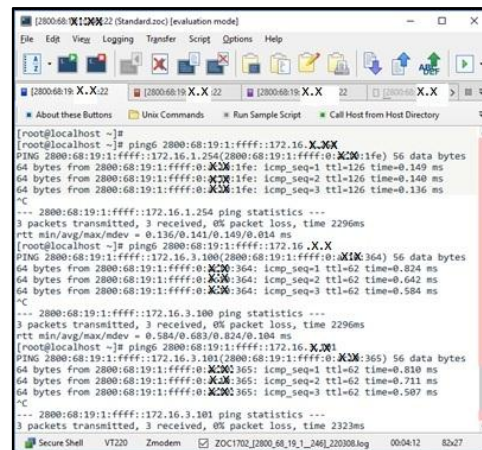 [2800:68:1X.X.X.X:22 (Standard.zoc) [evaluation mode]
File Edit View Logging Transfer Script Options Help
[2800:68:19: X.X :22 [2800:68:19: X.X :22 [2800:68:19: X.X 22 [2800:68 X.X
About these Buttons Unix Commands Run Sample Script Call Host from Host Directory
[root@localhost ~]#
[root@localhost ~]# ping6 2800:68:19:1:ffff::172.16.X.XX
PING 2800:68:19:1:ffff::172.16.1.254(2800:68:19:1:ffff:0: X.X :1fe) 56 data bytes
64 bytes from 2800:68:19:1:ffff:0: X.X :1fe: icmp_seq=1 ttl=126 time=0.149 ms
64 bytes from 2800:68:19:1:ffff:0: X.X :1fe: icmp_seq=2 ttl=126 time=0.140 ms
64 bytes from 2800:68:19:1:ffff:0: X.X :1fe: icmp_seq=3 ttl=126 time=0.136 ms
^C
--- 2800:68:19:1:ffff::172.16.1.254 ping statistics ---
3 packets transmitted, 3 received, 0% packet loss, time 2296ms
rtt min/avg/max/mdev = 0.136/0.141/0.149/0.014 ms
[root@localhost ~]# ping6 2800:68:19:1:ffff::172.16 .X.X
PING 2800:68:19:1:ffff::172.16.3.100(2800:68:19:1:ffff:0: X.X :364) 56 data bytes
64 bytes from 2800:68:19:1:ffff:0: X.X :364: icmp_seq=1 ttl=62 time=0.824 ms
64 bytes from 2800:68:19:1:ffff:0: X.X :364: icmp_seq=2 ttl=62 time=0.642 ms
64 bytes from 2800:68:19:1:ffff:0: X.X :364: icmp_seq=3 ttl=62 time=0.584 ms
^C
--- 2800:68:19:1:ffff::172.16.3.100 ping statistics ---
3 packets transmitted, 3 received, 0% packet loss, time 2296ms
rtt min/avg/max/mdev = 0.584/0.683/0.824/0.104 ms
[root@localhost ~]# ping6 2800:68:19:1:ffff::172.16. X.X
PING 2800:68:19:1:ffff::172.16.3.101(2800:68:19:1:ffff:0: X.X :365) 56 data bytes
64 bytes from 2800:68:19:1:ffff:0: X.X :365: icmp_seq=1 ttl=62 time=0.810 ms
64 bytes from 2800:68:19:1:ffff:0: X.X :365: icmp_seq=2 ttl=62 time=0.711 ms
64 bytes from 2800:68:19:1:ffff:0: X.X :365: icmp_seq=3 ttl=62 time=0.507 ms
^C
--- 2800:68:19:1:ffff::172.16.3.101 ping statistics ---
3 packets transmitted, 3 received, 0% packet loss, time 2323ms
Secure Shell VT220 Zmodem ZOC1702_[2800_68_19_1__246]_220308.log 00:04:12 82x27